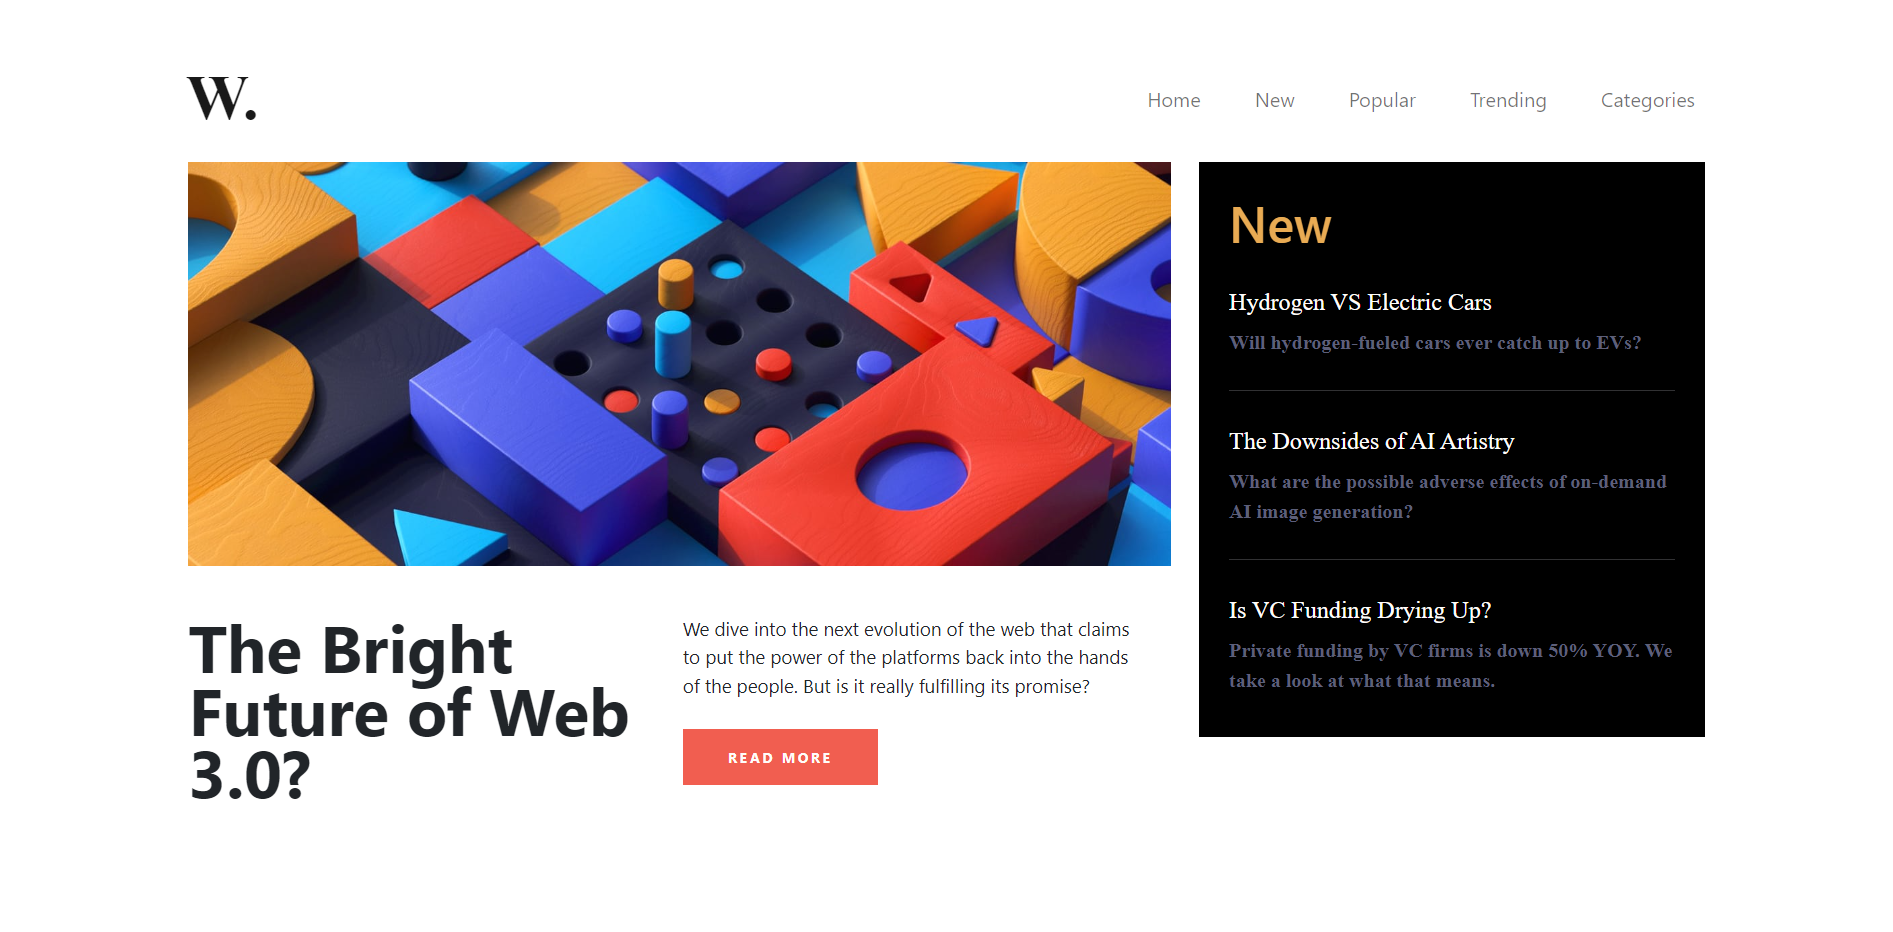 W.
Home
New
Popular
Trending
Categories
The Bright
Future of Web
3.0?
We dive into the next evolution of the web that claims
to put the power of the platforms back into the hands
of the people. But is it really fulfilling its promise?
READ MORE
New
Hydrogen VS Electric Cars
Will hydrogen-fueled cars ever catch up to EVs?
The Downsides of AI Artistry
What are the possible adverse effects of on-demand
AI image generation?
Is VC Funding Drying Up?
Private funding by VC firms is down 50% YOY. We
take a look at what that means.